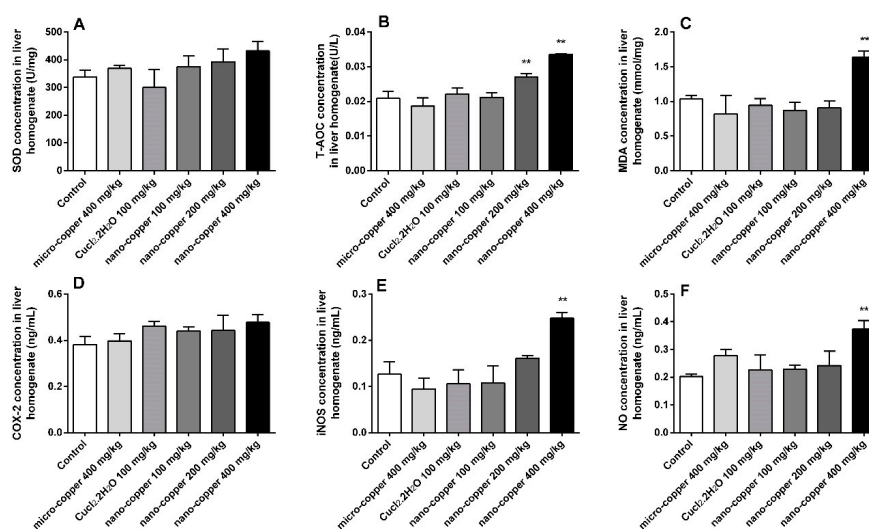 A
SOD concentration in liver
homogenate (U/mg)
500
400
300
200
100
0
Control
micro-copper 400 mg/kg
Cucl₂.2H₂O 100 mg/kg
nano-copper 100 mg/kg
nano-copper 200 mg/kg
nano-copper 400 mg/kg
B
T-AOC concentration
in liver homogenate(U/L)
0.04
0.03
0.02
0.01
0.00
**
**
Control
micro-copper 400 mg/kg
Cucl₂.2H₂O 100 mg/kg
nano-copper 100 mg/kg
nano-copper 200 mg/kg
nano-copper 400 mg/kg
C
MDA concentration in liver
homogenate (mmol/mg)
2.0
1.5
1.0
0.5
0.0
**
Control
micro-copper 400 mg/kg
Cucl₂.2H₂O 100 mg/kg
nano-copper 100 mg/kg
nano-copper 200 mg/kg
nano-copper 400 mg/kg
D
COX-2 concentration in liver
homogenate (ng/mL)
0.6
0.4
0.2
0.0
Control
micro-copper 400 mg/kg
Cucl₂.2H₂O 100 mg/kg
nano-copper 100 mg/kg
nano-copper 200 mg/kg
nano-copper 400 mg/kg
E
iNOS concentration in liver
homogenate (ng/mL)
0.3
0.2
0.1
0.0
**
Control
micro-copper 400 mg/kg
Cucl₂.2H₂O 100 mg/kg
nano-copper 100 mg/kg
nano-copper 200 mg/kg
nano-copper 400 mg/kg
F
NO concentration in liver
homogenate (ng/mL)
0.5
0.4
0.3
0.2
0.1
0.0
**
Control
micro-copper 400 mg/kg
Cucl₂.2H₂O 100 mg/kg
nano-copper 100 mg/kg
nano-copper 200 mg/kg
nano-copper 400 mg/kg